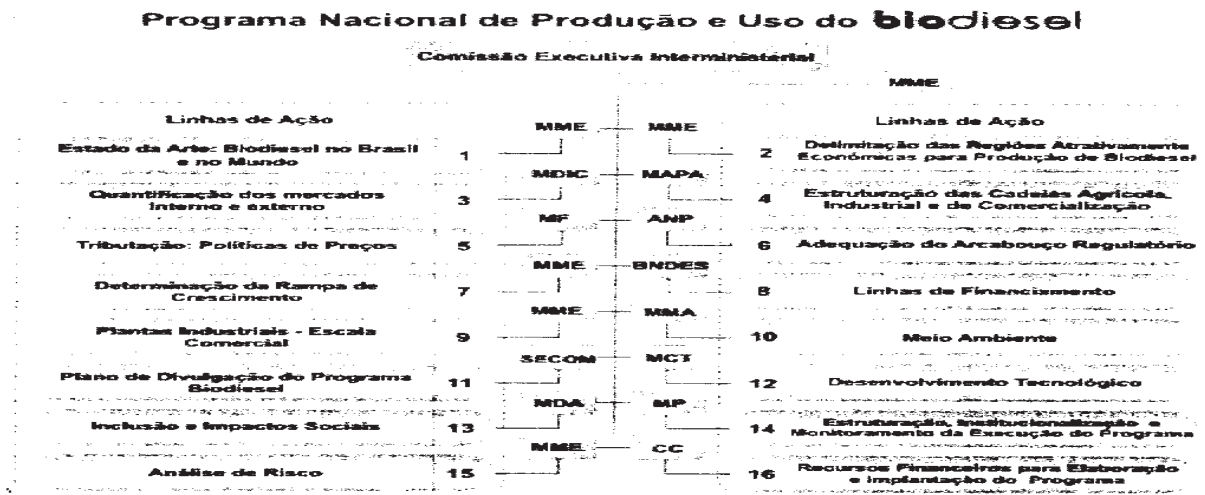 Programa Nacional de Produção e Uso do biodiesel
Comissão Executiva Interministerial
MME
Linhas de Ação
MME
MME
Linhas de Ação
Estado da Arte: Biodiesel no Brasil
e no Mundo
1
2
Delimitação das Regiões Atrativamente
Econômicas para Produção de Biodiesel
MDIC
MAPA
Quantificação dos mercados
interno e externo
3
4
Estruturação das Cadeias Agrícola,
Industrial e de Comercialização
MF
ANP
Tributação: Políticas de Preços
5
6
Adequação do Arcabouço Regulatório
MME
BNDES
Determinação da Rampa de
Crescimento
7
8
Linhas de Financiamento
MME
MMA
Plantas Industriais - Escala
Comercial
9
10
Meio Ambiente
SECOM
MCT
Plano de Divulgação do Programa
Biodiesel
11
12
Desenvolvimento Tecnológico
MDA
MP
Inclusão e Impactos Sociais
13
14
Estruturação, Institucionalização e
Monitoramento da Execução do Programa
MME
CC
Análise de Risco
15
16
Recursos Financeiros para Elaboração
e Implantação do Programa